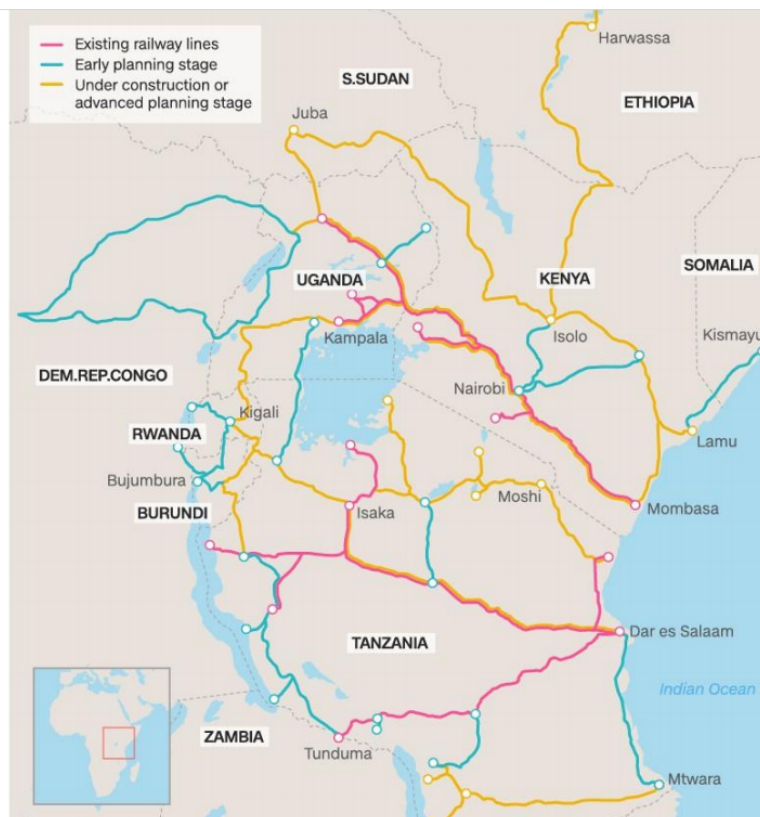 Existing railway lines
Early planning stage
Under construction or
advanced planning stage
Harwassa
S.SUDAN
ETHIOPIA
Juba
UGANDA
KENYA
SOMALIA
Kampala
Isolo
Kismayu
DEM.REP.CONGO
Nairobi
Kigali
RWANDA
Lamu
Bujumbura
Moshi
BURUNDI
Isaka
Mombasa
Dar es Salaam
TANZANIA
Indian Ocean
ZAMBIA
Tunduma
Mtwara